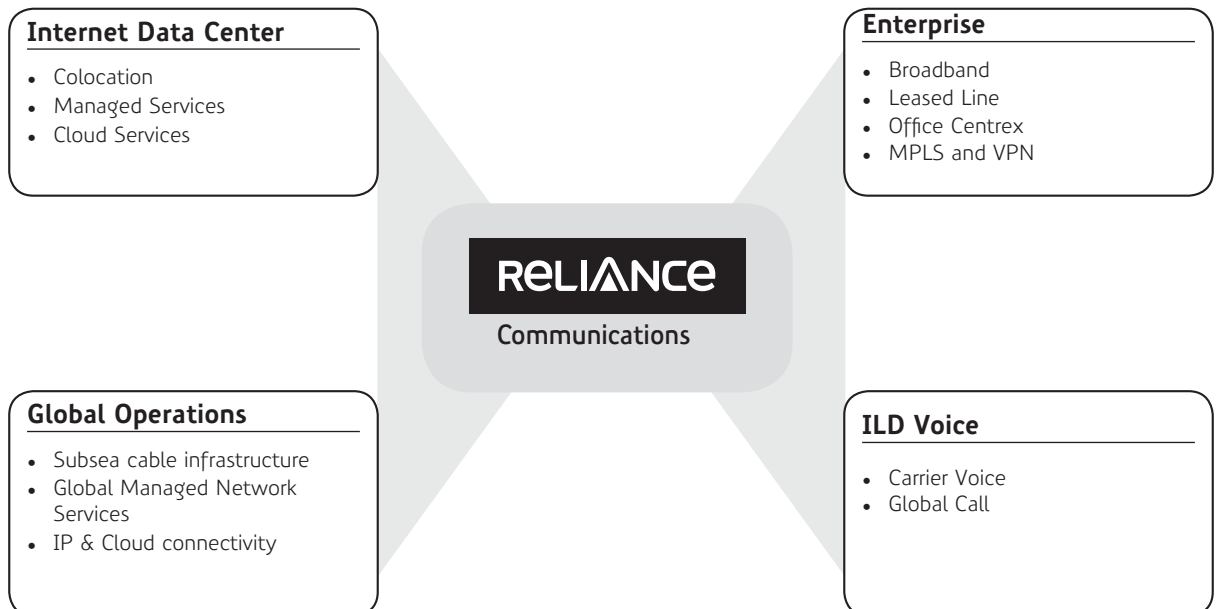 Internet Data Center
• Colocation
• Managed Services
• Cloud Services
Enterprise
• Broadband
• Leased Line
• Office Centrex
• MPLS and VPN
RELIANCE
Communications
Global Operations
• Subsea cable infrastructure
• Global Managed Network
Services
• IP & Cloud connectivity
ILD Voice
• Carrier Voice
• Global Call